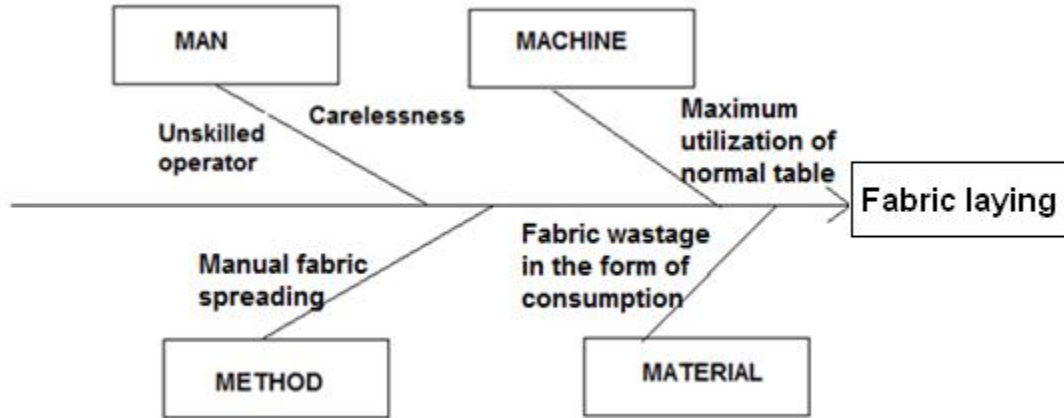 MAN
MACHINE
Carelessness
Unskilled
operator
Maximum
utilization of
normal table
Fabric laying
Manual fabric
spreading
Fabric wastage
in the form of
consumption
METHOD
MATERIAL